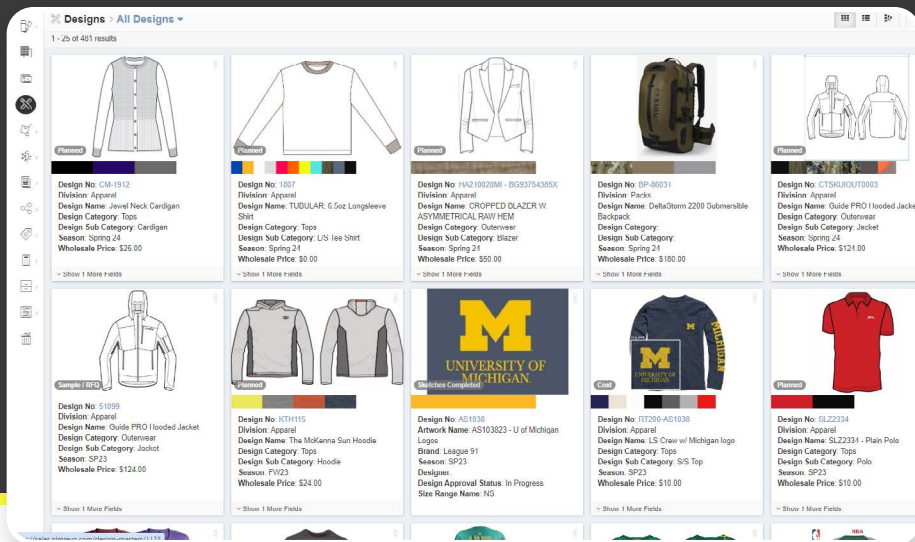 Designs > All Designs
1 - 25 of 481 results
Planned
Design No: CM-1912
Division: Apparel
Design Name: Jewel Neck Cardigan
Design Category: Tops
Design Sub Category: Cardigan
Season: Spring 24
Wholesale Price: $26.00
Show 1 More Fields
Planned
Design No: 1807
Division: Apparel
Design Name: TUBULAR: 6.5oz Longsleeve
Shirt
Design Category: Tops
Design Sub Category: L/S Tee Shirt
Season: Spring 24
Wholesale Price: $0.00
Show 1 More Fields
Planned
Design No: HA210020MI - BG93754385X
Division: Apparel
Design Name: CROPPED BLAZER W.
ASYMMETRICAL RAW HEM
Design Category: Outerwear
Design Sub Category: Blazer
Season: Spring 24
Wholesale Price: $50.00
Show 1 More Fields
Planned
Design No: BP-86031
Division: Packs
Design Name: DeltaStorm 2200 Submersible
Backpack
Design Category:
Design Sub Category:
Season: Spring 24
Wholesale Price: $180.00
Show 1 More Fields
Planned
Design No: CTSKUIOUT0003
Division: Apparel
Design Name: Guide PRO Hooded Jacke
Design Category: Outerwear
Design Sub Category: Jacket
Season: Spring 24
Wholesale Price: $124.00
Show 1 More Fields
Sample / RFQ
Design No: 51099
Division: Apparel
Design Name: Guide PRO Hooded Jacket
Design Category: Outerwear
Design Sub Category: Jacket
Season: SP23
Wholesale Price: $124.00
Show 1 More Fields
Planned
Design No: KTH115
Division: Apparel
Design Name: The McKenna Sun Hoodie
Design Category: Tops
Design Sub Category: Hoodie
Season: FW23
Wholesale Price: $24.00
Show 1 More Fields
M
UNIVERSITY OF
MICHIGAN.
Sketches Completed
Design No: AS1038
Artwork Name: AS103823 - U of Michigan
Logos
Brand: League 91
Season: SP23
Designer
Design Approval Status: In Progress
Size Range Name: NS
M
MICHIGAN
M
UNIVERSITY OF
MICHIGAN
Cost
Design No: RT200-AS1038
Division: Apparel
Design Name: LS Crew w/ Michigan logo
Design Category: Tops
Design Sub Category: S/S Top
Season: SP23
Wholesale Price: $10.00
Show 1 More Fields
Planned
Design No: SLZ2334
Division: Apparel
Design Name: SLZ2334 - Plain Polo
Design Category: Tops
Design Sub Category: Polo
Season: SP23
Wholesale Price: $10.00
Show 1 More Fields
NBA